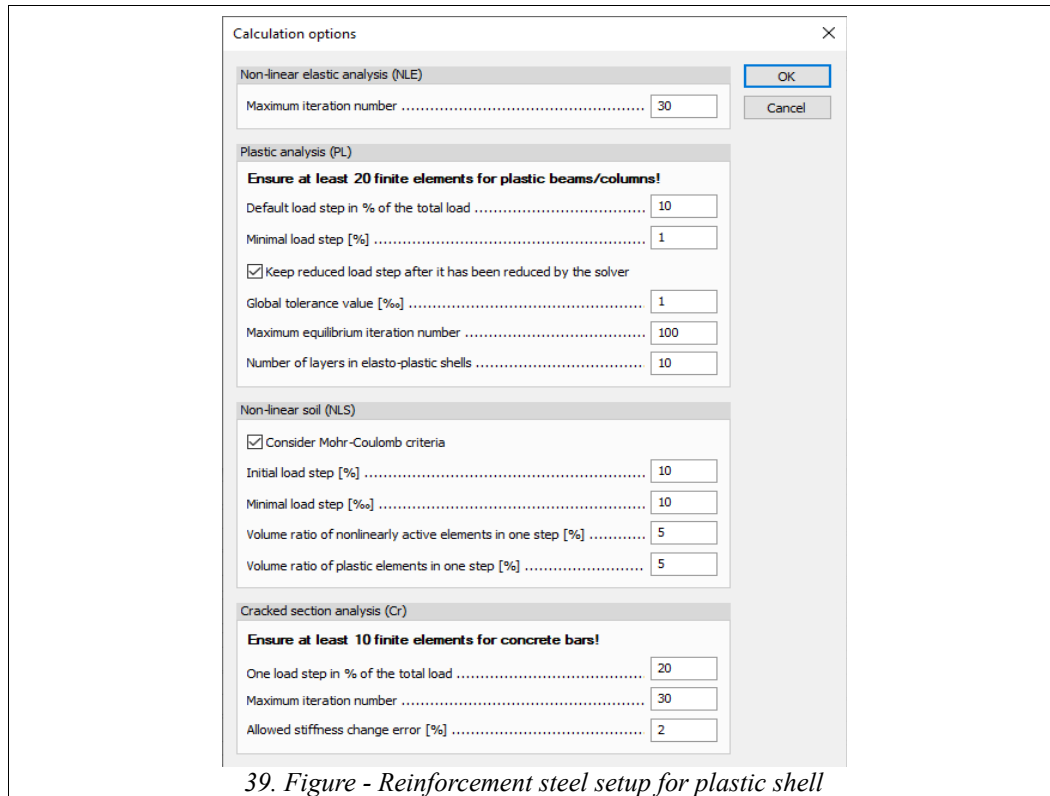 Calculation options
Non-linear elastic analysis (NLE)
OK
Maximum iteration number ........................................................ 30
Cancel
Plastic analysis (PL)
Ensure at least 20 finite elements for plastic beams/columns!
Default load step in % of the total load ....................................... 10
Minimal load step [%] .............................................................. 1
Keep reduced load step after it has been reduced by the solver
Global tolerance value [‰] ...................................................... 1
Maximum equilibrium iteration number ......................................... 100
Number of layers in elasto-plastic shells ....................................... 10
Non-linear soil (NLS)
Consider Mohr-Coulomb criteria
Initial load step [%] ................................................................ 10
Minimal load step [‰] ............................................................. 10
Volume ratio of nonlinearly active elements in one step [%] ............ 5
Volume ratio of plastic elements in one step [%] ........................... 5
Cracked section analysis (Cr)
Ensure at least 10 finite elements for concrete bars!
One load step in % of the total load ........................................... 20
Maximum iteration number ........................................................ 30
Allowed stiffness change error [%] ............................................ 2
39. Figure - Reinforcement steel setup for plastic shell